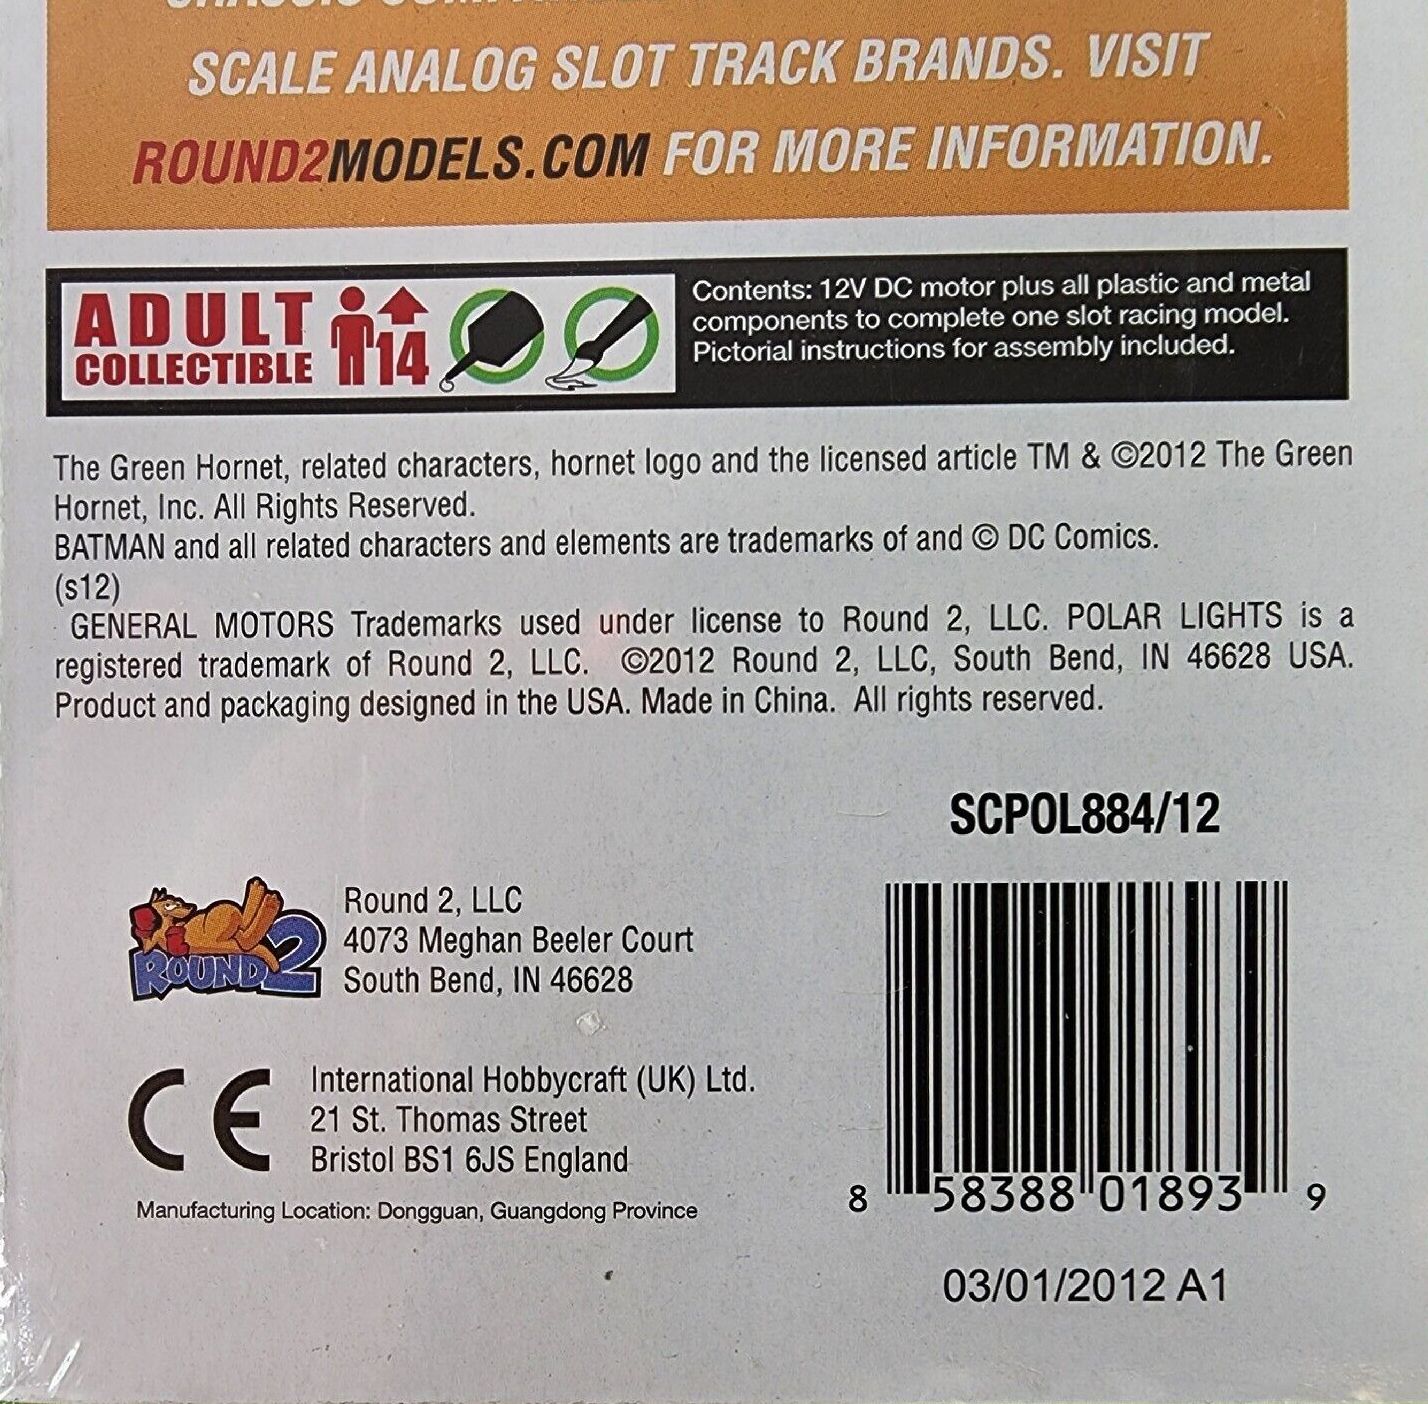 SCALE ANALOG SLOT TRACK BRANDS. VISIT
ROUND2MODELS.COM FOR MORE INFORMATION.
ADULT
COLLECTIBLE
14
Contents: 12V DC motor plus all plastic and metal
components to complete one slot racing model.
Pictorial instructions for assembly included.
The Green Hornet, related characters, hornet logo and the licensed article TM & ©2012 The Green
Hornet, Inc. All Rights Reserved.
BATMAN and all related characters and elements are trademarks of and © DC Comics.
(s12)
GENERAL MOTORS Trademarks used under license to Round 2, LLC. POLAR LIGHTS is a
registered trademark of Round 2, LLC. ©2012 Round 2, LLC, South Bend, IN 46628 USA.
Product and packaging designed in the USA. Made in China. All rights reserved.
SCPOL884/12
ROUND 2
Round 2, LLC
4073 Meghan Beeler Court
South Bend, IN 46628
CE
International Hobbycraft (UK) Ltd.
21 St. Thomas Street
Bristol BS1 6JS England
Manufacturing Location: Dongguan, Guangdong Province
8 58388 01893 9
03/01/2012 A1